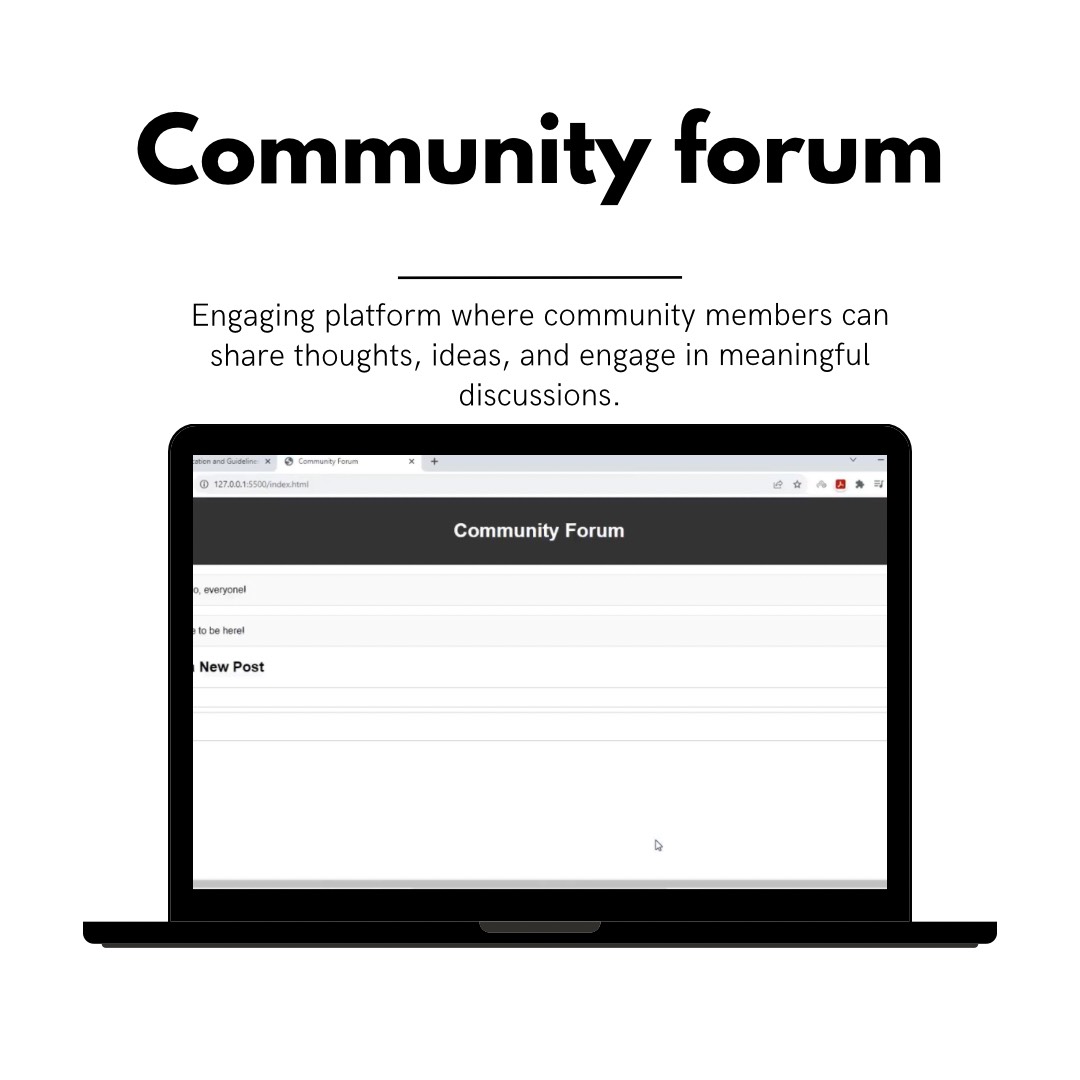 Community forum
Engaging platform where community members can
share thoughts, ideas, and engage in meaningful
discussions.
and Guideline
Community Forum
127.0.0.1:5500/index.html
Community Forum
o, everyone!
to be here!
New Post